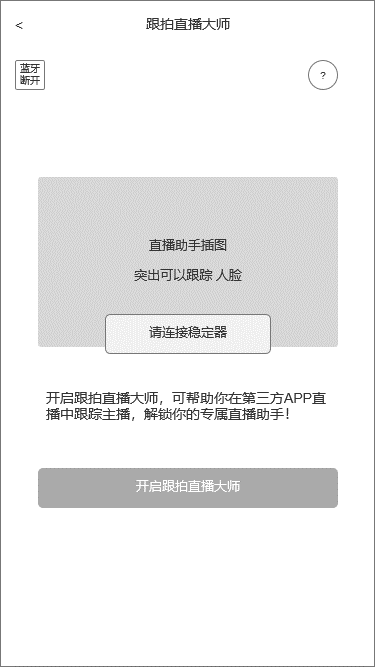 <
跟拍直播大师
蓝牙
断开
?
直播助手插图
突出可以跟踪 人脸
请连接稳定器
开启跟拍直播大师，可帮助你在第三方APP直
播中跟踪主播，解锁你的专属直播助手！
开启跟拍直播大师